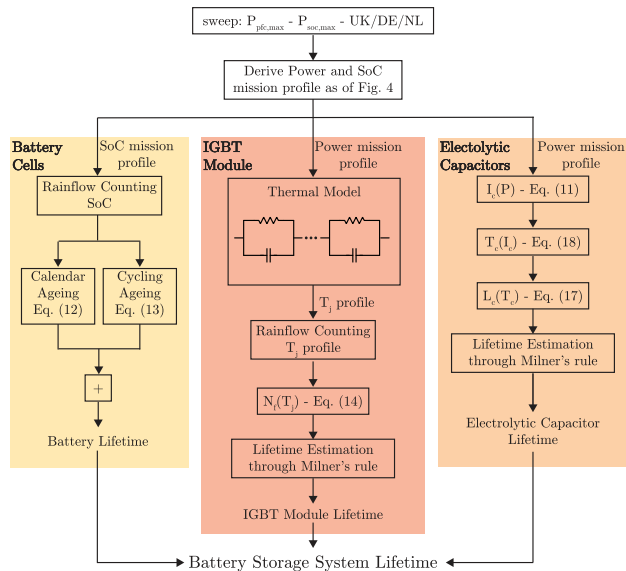 sweep: P_pfc,max - P_soc,max - UK/DE/NL
Derive Power and SoC
mission profile as of Fig. 4
Battery
Cells
SoC mission
profile
Rainflow Counting
SoC
Calendar
Ageing
Eq. (12)
Cycling
Ageing
Eq. (13)
+
Battery Lifetime
IGBT
Module
Power mission
profile
Thermal Model
T_j profile
Rainflow Counting
T_j profile
N_f(T_j) - Eq. (14)
Lifetime Estimation
through Milner's rule
IGBT Module Lifetime
Electolytic
Capacitors
Power mission
profile
I_c(P) - Eq. (11)
T_c(I_c) - Eq. (18)
L_c(T_c) - Eq. (17)
Lifetime Estimation
through Milner's rule
Electrolytic Capacitor
Lifetime
Battery Storage System Lifetime